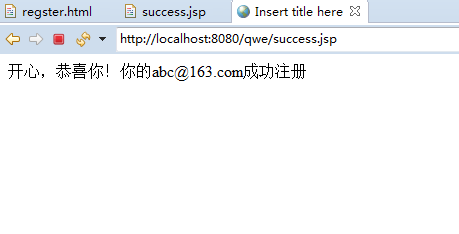 regster.html success.jsp Insert title here
http://localhost:8080/qwe/success.jsp
开心，恭喜你！你的abc@163.com成功注册